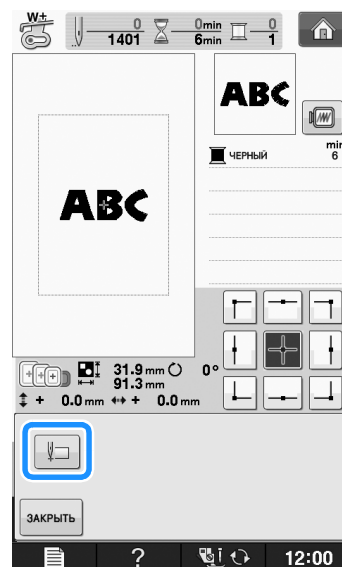 W+
0
1401
0min
6min
0
1
ABC
ЧЕРНЫЙ
min
6
ABC
31.9 mm
0°
91.3 mm
+ 0.0 mm + 0.0 mm
ЗАКРЫТЬ
? 12:00